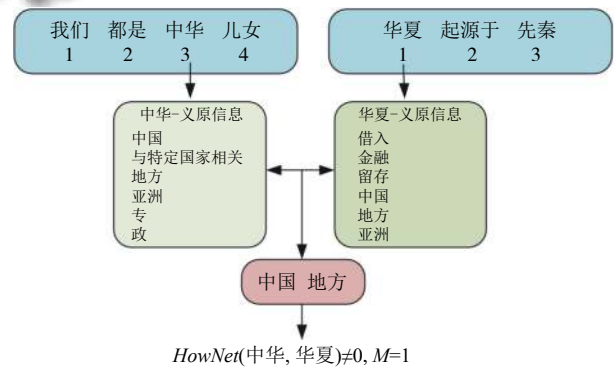 我们 都是 中华 儿女
1 2 3 4
华夏 起源于 先秦
1 2 3
中华-义原信息
中国
与特定国家相关
地方
亚洲
专
政
华夏-义原信息
借入
金融
留存
中国
地方
亚洲
中国 地方
HowNet(中华, 华夏)≠0, M=1